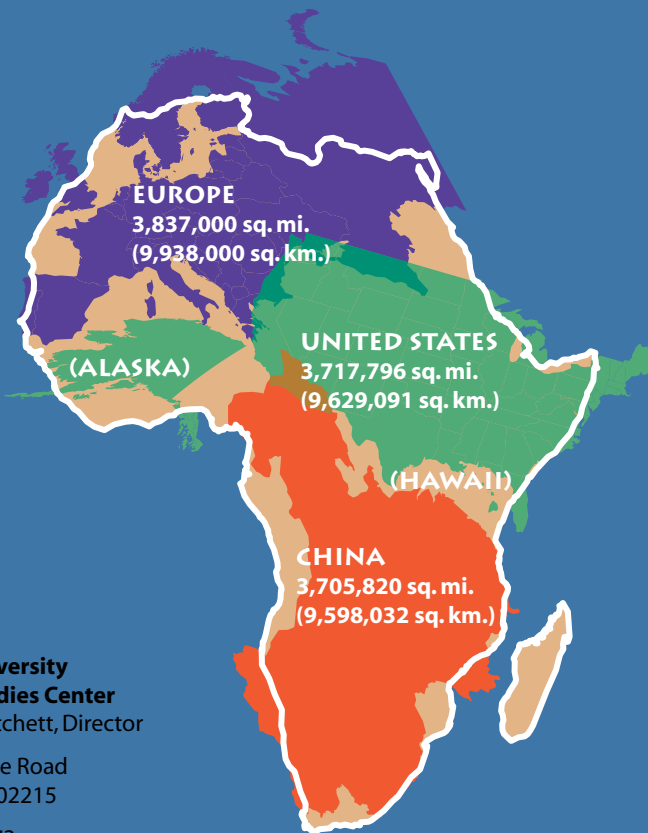 EUROPE
3,837,000 sq. mi.
(9,938,000 sq. km.)
(ALASKA)
UNITED STATES
3,717,796 sq. mi.
(9,629,091 sq. km.)
(HAWAII)
CHINA
3,705,820 sq. mi.
(9,598,032 sq. km.)
versity
dies Center
tchett, Director
e Road
02215